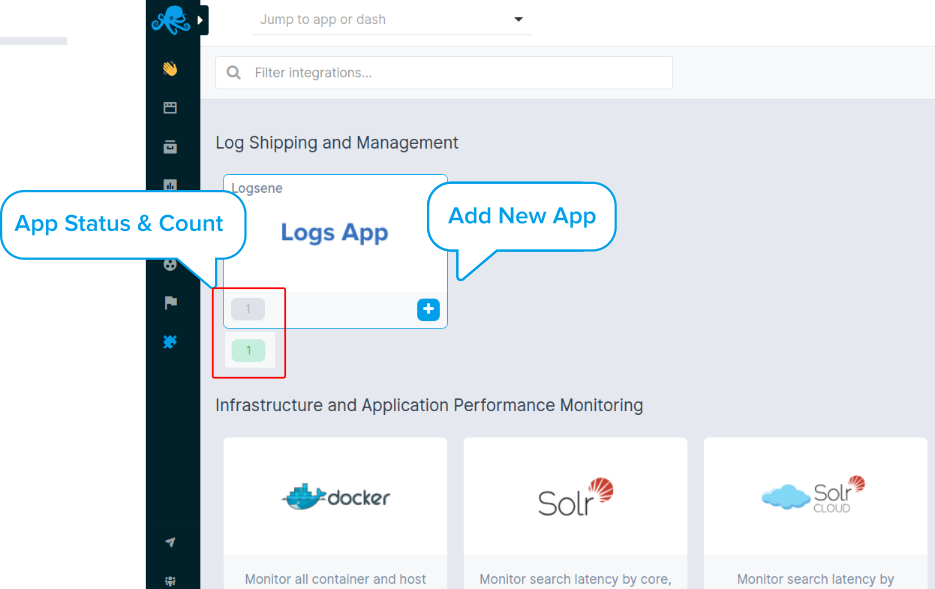 Jump to app or dash
Filter integrations...
Log Shipping and Management
Logsene
App Status & Count
Logs App
Add New App
1
1
Infrastructure and Application Performance Monitoring
docker
Solr
Solr
CLOUD
Monitor all container and host
Monitor search latency by core,
Monitor search latency by